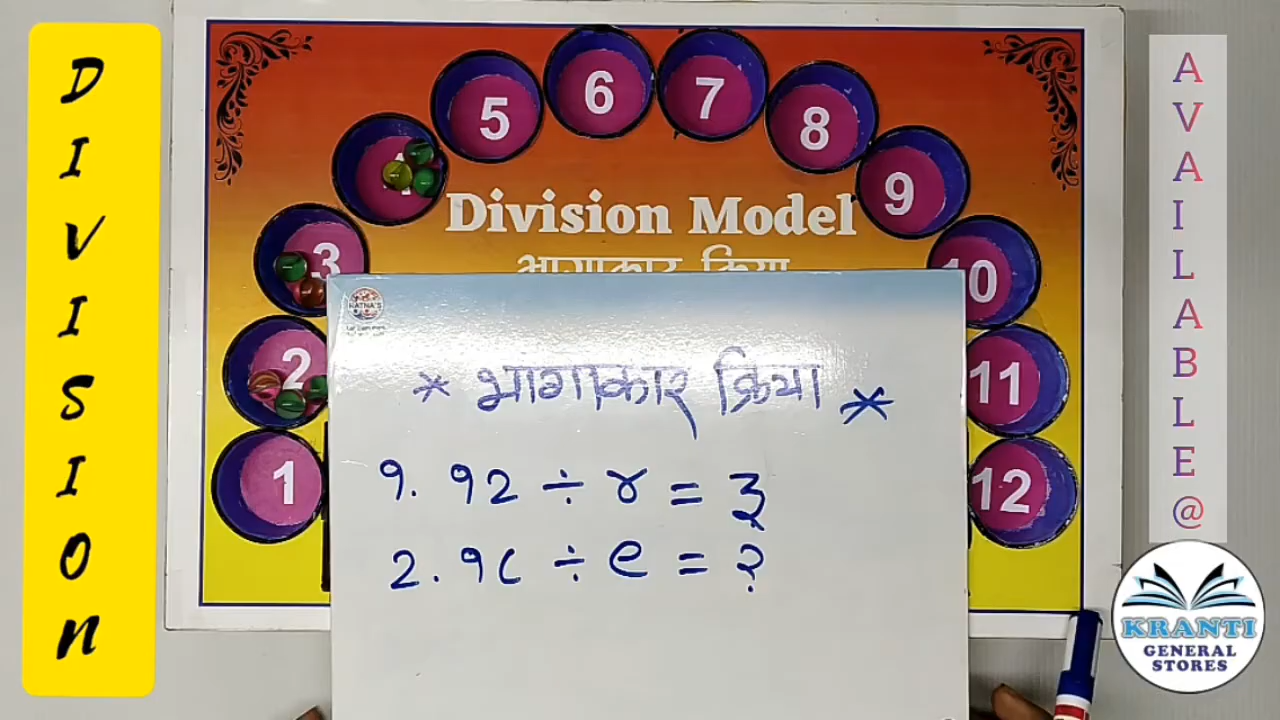 DIVISION
5 6 7 8
9
3
10
2
11
1
12
Division Model
भागाकार क्रिया
* भागाकार क्रिया *
१. १२ ÷ ४ = ३
२. १८ ÷ ९ = ?
AVAILABLE
@
KRANTI
GENERAL
STORES